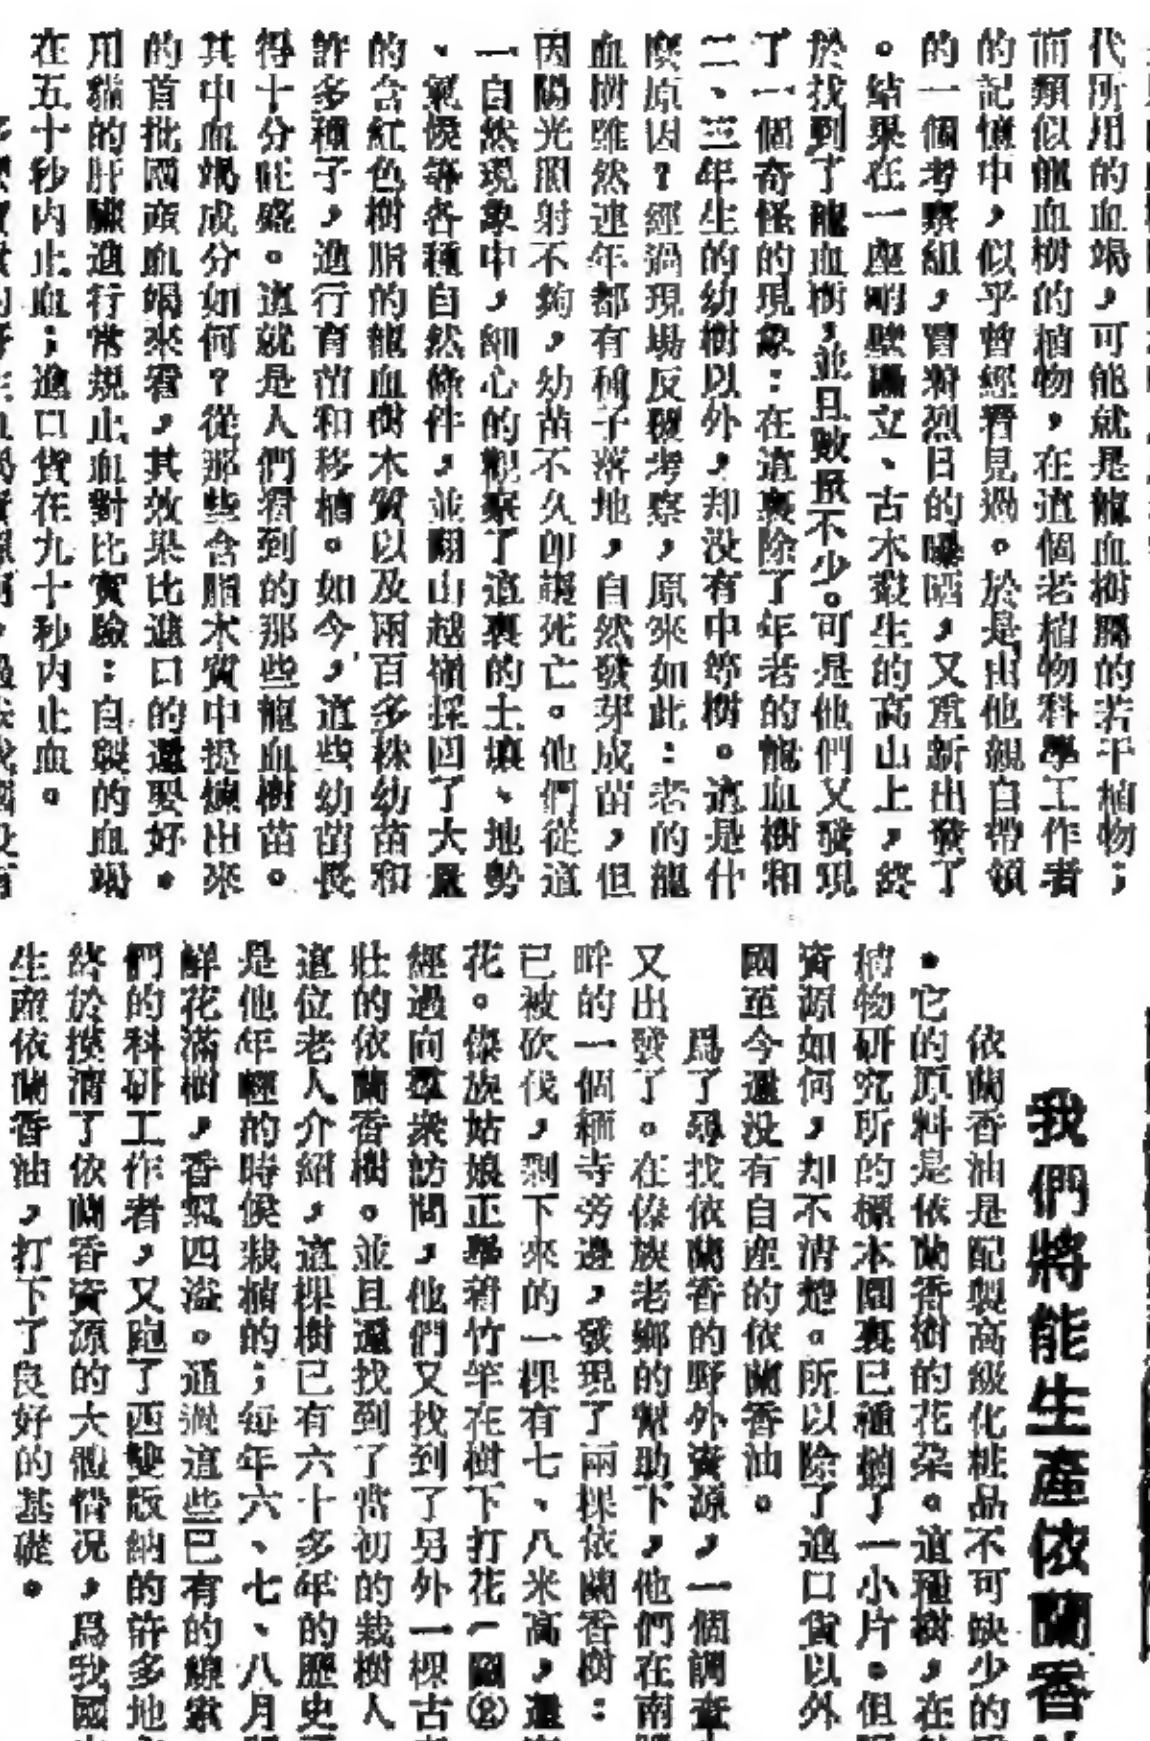 代所用的血竭，可能就是龍血樹屬的若干植物；
而類似龍血樹的植物，在這個老植物科學工作者
的記憶中，似乎曾經看見過。於是由他親自帶領
的一個考察組，冒着烈日的曝晒，又重新出發了
。結果在一座峭壁矗立、古木叢生的高山上，終
於找到了龍血樹，並且數量不少。可是他們又發現
了一個奇怪的現象：在這裏除了年老的龍血樹和
二、三年生的幼樹以外，却没有中等樹。這是什
麽原因？經過現場反覆考察，原來如此：老的龍
血樹雖然連年都有種子落地，自然發芽成苗，但
因陽光照射不夠，幼苗不久即趨死亡。他們從這
一自然現象中，細心的觀察了這裏的土壤、地勢
、氣候等各種自然條件，並翻山越嶺採回了大量
的含紅色樹脂的龍血樹木質以及兩百多株幼苗和
許多種子，進行育苗和移植。如今，這些幼苗長
得十分旺盛。這就是人們看到的那些龍血樹苗。
其中血竭成分如何？從那些含脂木質中提煉出來
的首批國產血竭來看，其效果比進口的還要好。
用貓的肝臟進行常規止血對比實驗：自製的血竭
在五十秒内止血；進口貨在九十秒内止血。
我們將能生產依蘭香
依蘭香油是配製高級化粧品不可缺少的
。它的原料是依蘭香樹的花朵。這種樹，在
植物研究所的標本園裏已種植了一小片。但
資源如何，却不清楚。所以除了進口貨以外
國至今還没有自産的依蘭香油。
爲了尋找依蘭香的野外資源，一個調查
又出發了。在傣族老鄉的幫助下，他們在南
畔的一個緬寺旁邊，發現了兩棵依蘭香樹：
已被砍伐，剩下來的一棵有七、八米高，還
花。傣族姑娘正舉着竹竿在樹下打花（圖②
經過向羣衆訪問，他們又找到了另外一棵古
壯的依蘭香樹。並且還找到了當初的栽樹人
這位老人介紹，這棵樹已有六十多年的歷史
是他年輕的時候栽植的；每年六、七、八月
鮮花滿樹，香氣四溢。通過這些已有的線索
們的科研工作者，又跑了西雙版納的許多地
終於摸清了依蘭香資源的大體情况，爲我國
生産依蘭香油，打下了良好的基礎。